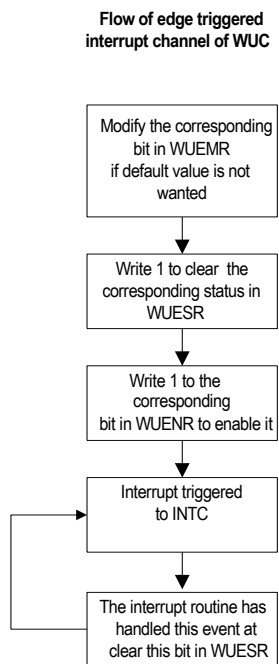 Flow of edge triggered
interrupt channel of WUC
Modify the corresponding
bit in WUEMR
if default value is not
wanted
Write 1 to clear the
corresponding status in
WUESR
Write 1 to the
corresponding
bit in WUENR to enable it
Interrupt triggered
to INTC
The interrupt routine has
handled this event at
clear this bit in WUESR